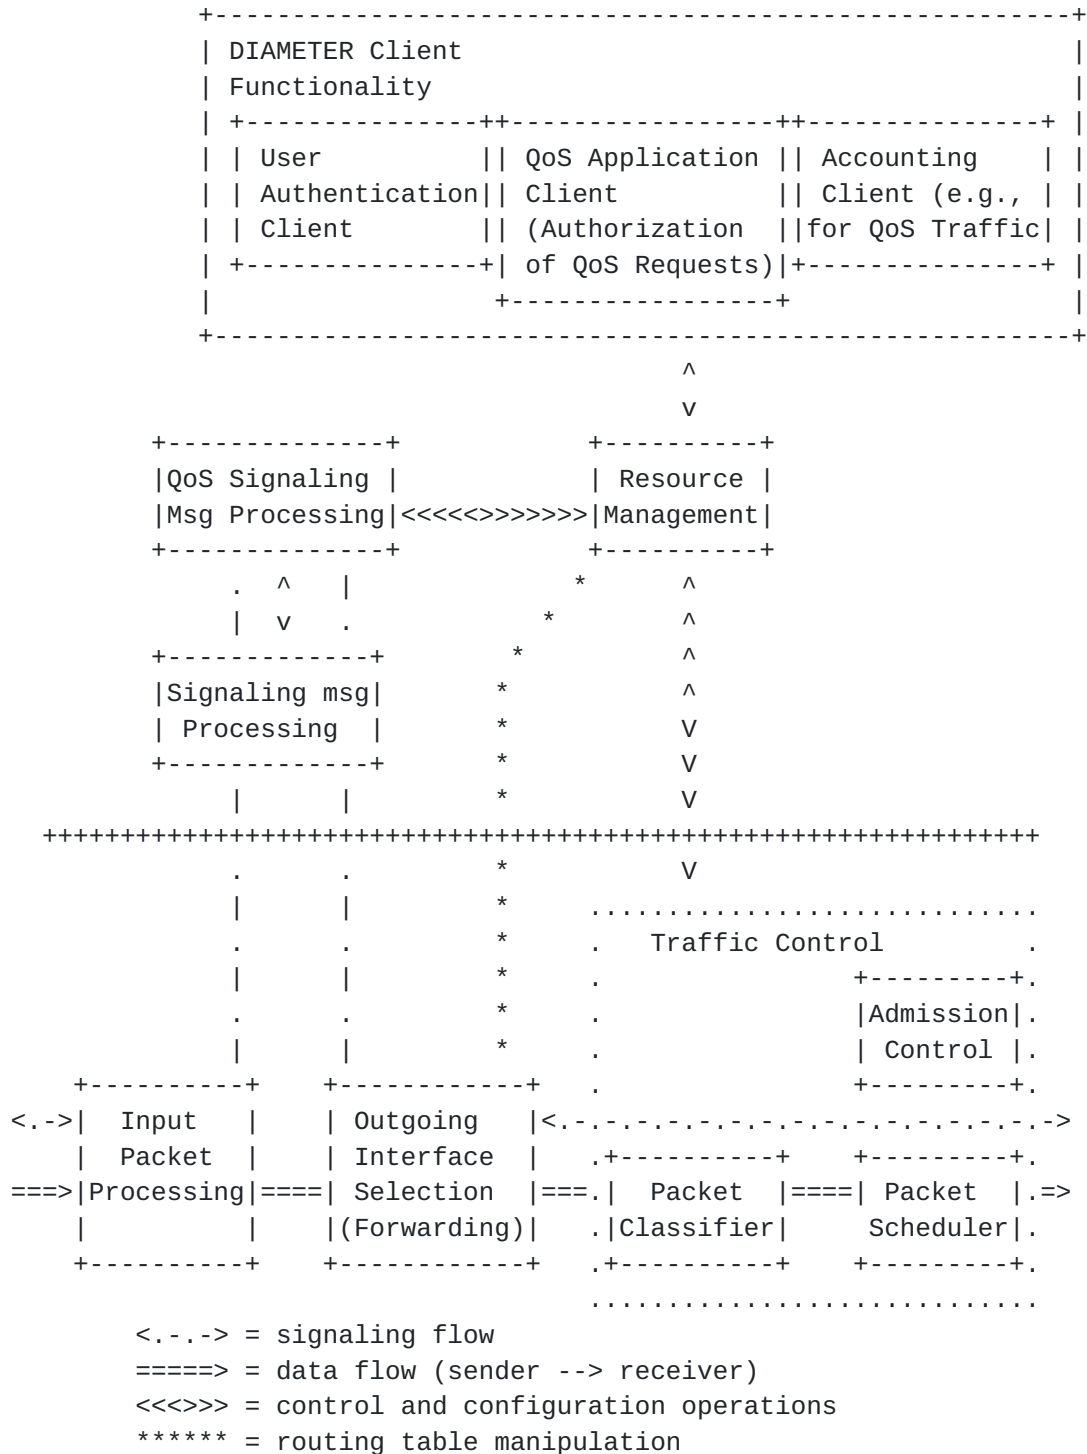 +-------------------------------------------------------+
| DIAMETER Client                                       |
| Functionality                                         |
| +---------------++-----------------++---------------+ |
| | User          || QoS Application || Accounting    | |
| | Authentication|| Client          || Client (e.g., | |
| | Client        || (Authorization  ||for QoS Traffic| |
| +---------------+| of QoS Requests)|+---------------+ |
|                  +-----------------+                  |
+-------------------------------------------------------+
                               ^
                               v
          +--------------+            +----------+
          |QoS Signaling |            | Resource |
          |Msg Processing|<<<<<>>>>>>>|Management|
          +--------------+            +----------+
               .  ^   |              *      ^
               |  v   .            *        ^
          +-------------+        *          ^
          |Signaling msg|       *           ^
          | Processing  |       *           V
          +-------------+       *           V
               |      |         *           V
   ++++++++++++++++++++++++++++++++++++++++++++++++++++++++++++++++
               .      .         *           V
               |      |         *     .............................
               .      .         *     .   Traffic Control         .
               |      |         *     .                +---------+.
               .      .         *     .                |Admission|.
               |      |         *     .                | Control |.
     +----------+    +------------+   .                +---------+.
<.->|  Input   |    | Outgoing   |<.-.-.-.-.-.-.-.-.-.-.-.-.-.-.-.->
    |  Packet  |    | Interface  |   .+----------+    +---------+.
===>|Processing|====| Selection  |===.|  Packet  |====| Packet  |.=>
    |          |    |(Forwarding)|   .|Classifier|     Scheduler|.
    +----------+    +------------+   .+----------+    +---------+.
                                      .............................
        <.-.-> = signaling flow
        =====> = data flow (sender --> receiver)
        <<<>>> = control and configuration operations
        ****** = routing table manipulation